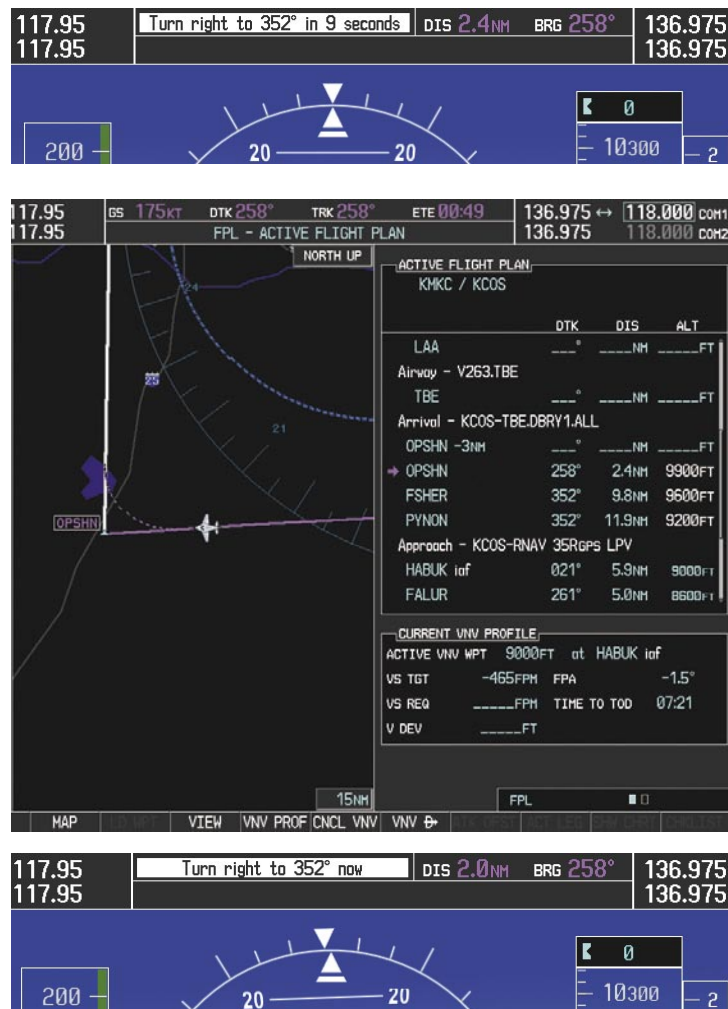 117.95 Turn right to 352° in 9 seconds DIS 2.4NM BRG 258° 136.975
117.95 136.975
0
200 20 20 10300 2
117.95 GS 175KT DTK 258° TRK 258° ETE 00:49 136.975 ↔ 118.000 COM1
117.95 FPL – ACTIVE FLIGHT PLAN 136.975 118.000 COM2
NORTH UP
24
25
21
OPSHN
15NM
ACTIVE FLIGHT PLAN
KMKC / KCOS
DTK DIS ALT
LAA ___° ____NM _____FT
Airway – V263.TBE
TBE ___° ____NM _____FT
Arrival – KCOS-TBE.DBRY1.ALL
OPSHN -3NM ___° ____NM _____FT
OPSHN 258° 2.4NM 9900FT
FSHER 352° 9.8NM 9600FT
PYNON 352° 11.9NM 9200FT
Approach – KCOS-RNAV 35RGPS LPV
HABUK iaf 021° 5.9NM 9000FT
FALUR 261° 5.0NM 8600FT
CURRENT VNV PROFILE
ACTIVE VNV WPT 9000FT at HABUK iaf
VS TGT -465FPM FPA -1.5°
VS REQ _____FPM TIME TO TOD 07:21
V DEV _____FT
FPL
MAP VIEW VNV PROF CNCL VNV VNV D→ ACT LEG
117.95 Turn right to 352° now DIS 2.0NM BRG 258° 136.975
117.95 136.975
0
200 20 20 10300 2